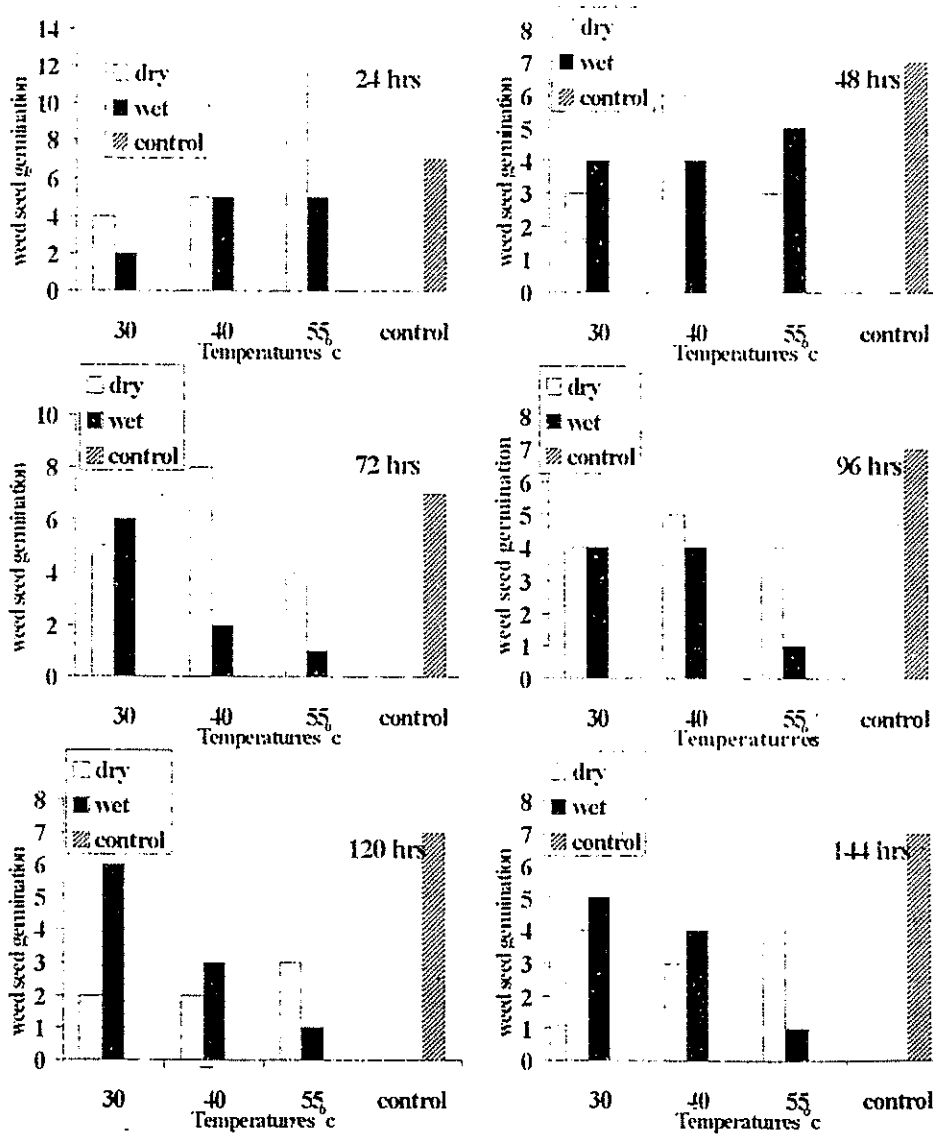 14
12
10
8
6
4
2
0
weed seed germination
dry
wet
control
24 hrs
30 40 55 control
Temperaturres°c
8
7
6
5
4
3
2
1
0
weed seed germination
dry
wet
control
48 hrs
30 40 55 control
Temperaturres°c
10
8
6
4
2
0
weed seed germination
dry
wet
control
72 hrs
30 40 55 control
Temperaturres°c
8
7
6
5
4
3
2
1
0
weed seed germination
dry
wet
control
96 hrs
30 40 55 control
Temperaturres
8
7
6
5
4
3
2
1
0
weed seed germination
dry
wet
control
120 hrs
30 40 55 control
Temperaturres°c
8
7
6
5
4
3
2
1
0
weed seed germination
dry
wet
control
144 hrs
30 40 55 control
Temperaturres°c